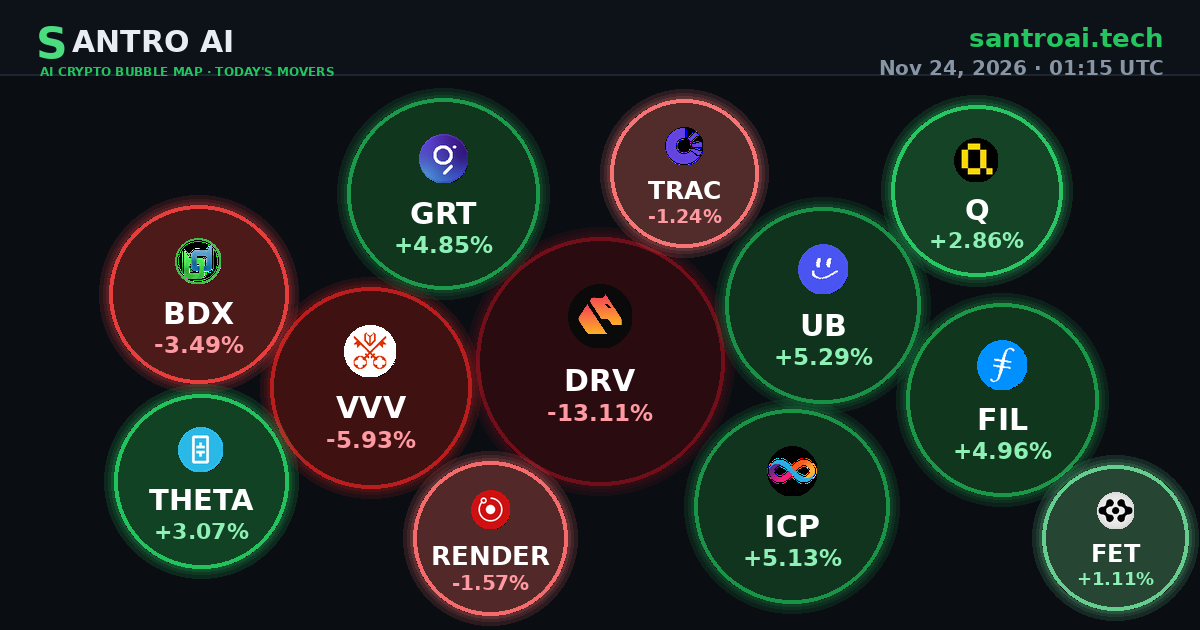 SANTRO AI
AI CRYPTO BUBBLE MAP · TODAY'S MOVERS
santroai.tech
Nov 24, 2026 · 01:15 UTC
GRT
+4.85%
TRAC
-1.24%
Q
+2.86%
BDX
-3.49%
VVV
-5.93%
DRV
-13.11%
UB
+5.29%
FIL
+4.96%
THETA
+3.07%
RENDER
-1.57%
ICP
+5.13%
FET
+1.11%